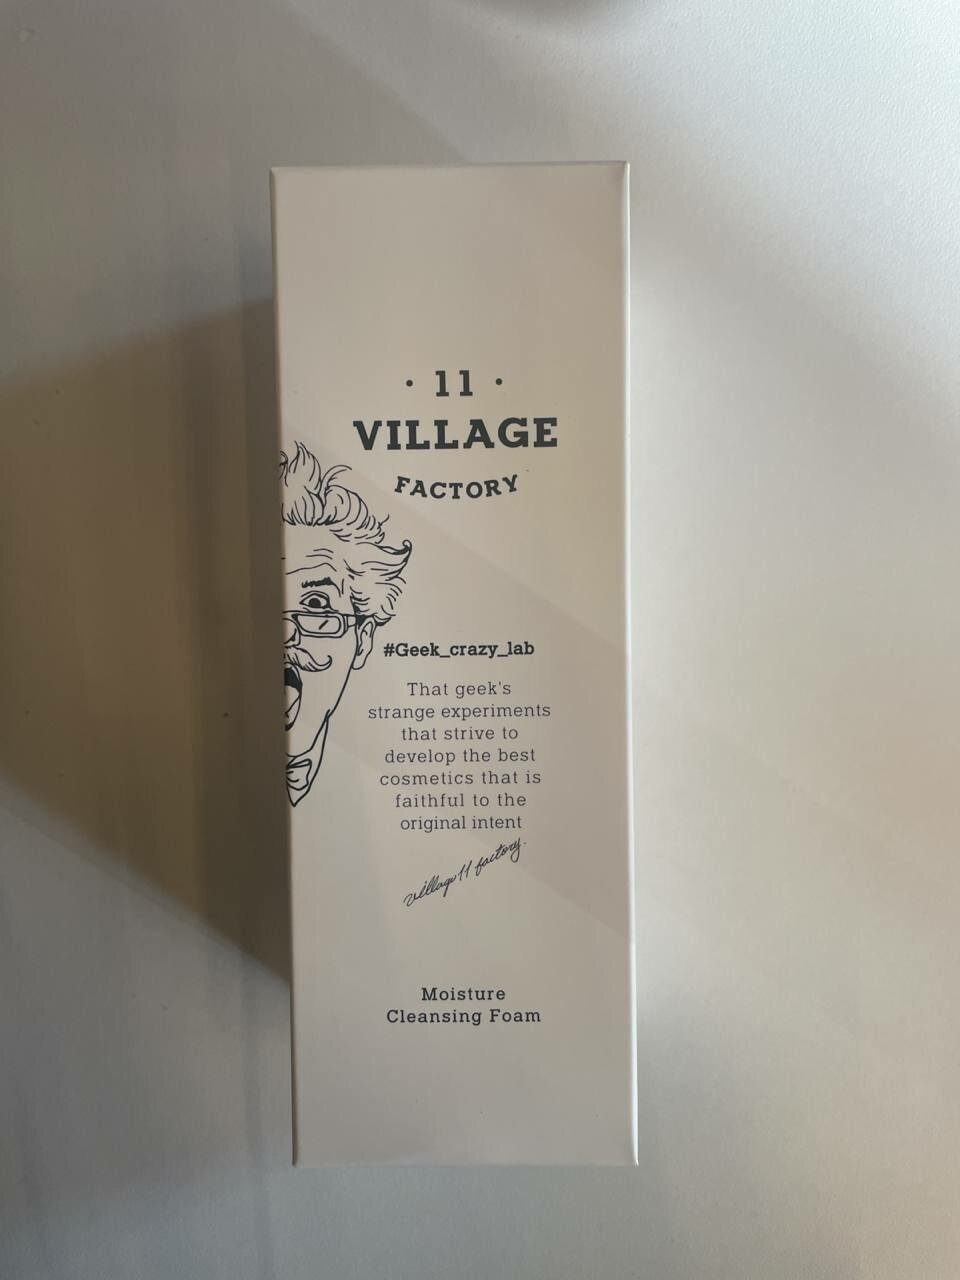 · 11 ·
VILLAGE
FACTORY
#Geek_crazy_lab
That geek's
strange experiments
that strive to
develop the best
cosmetics that is
faithful to the
original intent
village 11 factory.
Moisture
Cleansing Foam